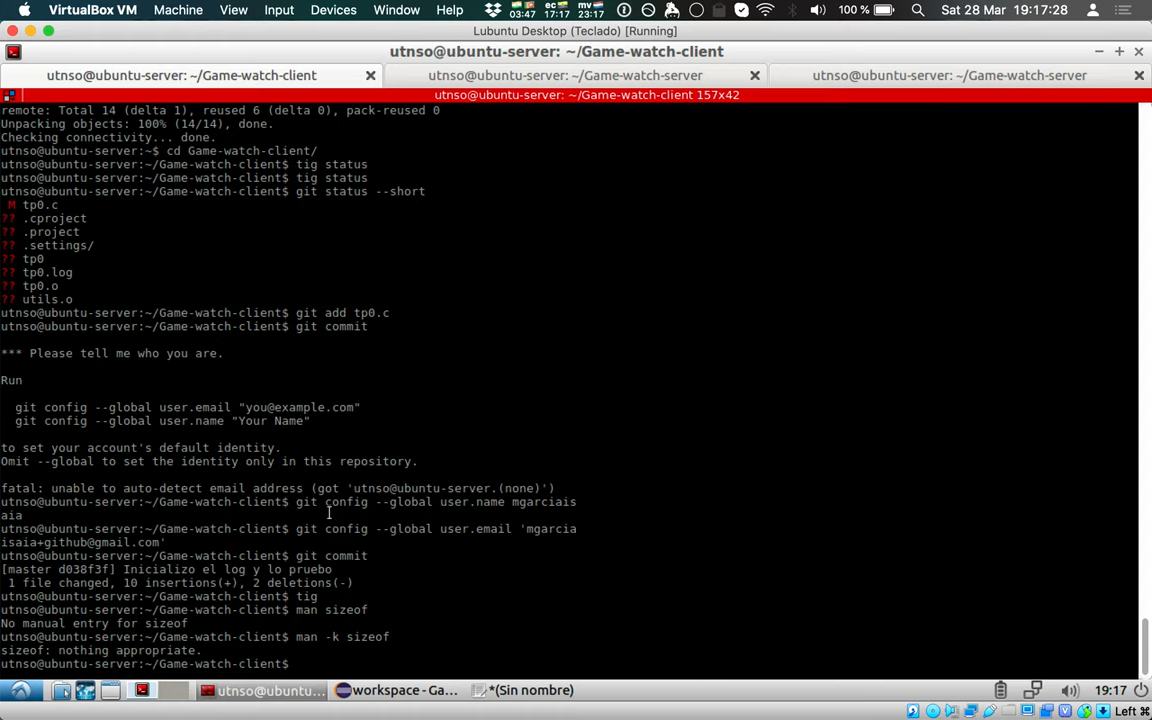 VirtualBox VM Machine View Input Devices Window Help 03:47 ec 17:17 mv 23:17 100 % Sat 28 Mar 19:17:28
Lubuntu Desktop (Teclado) [Running]
utnso@ubuntu-server: ~/Game-watch-client
utnso@ubuntu-server: ~/Game-watch-client utnso@ubuntu-server: ~/Game-watch-server utnso@ubuntu-server: ~/Game-watch-server
utnso@ubuntu-server: ~/Game-watch-client 157x42
remote: Total 14 (delta 1), reused 6 (delta 0), pack-reused 0
Unpacking objects: 100% (14/14), done.
Checking connectivity... done.
utnso@ubuntu-server:~$ cd Game-watch-client/
utnso@ubuntu-server:~/Game-watch-client$ tig status
utnso@ubuntu-server:~/Game-watch-client$ tig status
utnso@ubuntu-server:~/Game-watch-client$ git status --short
M tp0.c
?? .cproject
?? .project
?? .settings/
?? tp0
?? tp0.log
?? tp0.o
?? utils.o
utnso@ubuntu-server:~/Game-watch-client$ git add tp0.c
utnso@ubuntu-server:~/Game-watch-client$ git commit
*** Please tell me who you are.
Run
git config --global user.email "you@example.com"
git config --global user.name "Your Name"
to set your account's default identity.
Omit --global to set the identity only in this repository.
fatal: unable to auto-detect email address (got 'utnso@ubuntu-server.(none)')
utnso@ubuntu-server:~/Game-watch-client$ git config --global user.name mgarciais
aia
utnso@ubuntu-server:~/Game-watch-client$ git config --global user.email 'mgarcia
isaia+github@gmail.com'
utnso@ubuntu-server:~/Game-watch-client$ git commit
[master d038f3f] Inicializo el log y lo pruebo
1 file changed, 10 insertions(+), 2 deletions(-)
utnso@ubuntu-server:~/Game-watch-client$ tig
utnso@ubuntu-server:~/Game-watch-client$ man sizeof
No manual entry for sizeof
utnso@ubuntu-server:~/Game-watch-client$ man -k sizeof
sizeof: nothing appropriate.
utnso@ubuntu-server:~/Game-watch-client$
utnso@ubuntu... workspace - Ga... *(Sin nombre) 19:17
Left ⌘